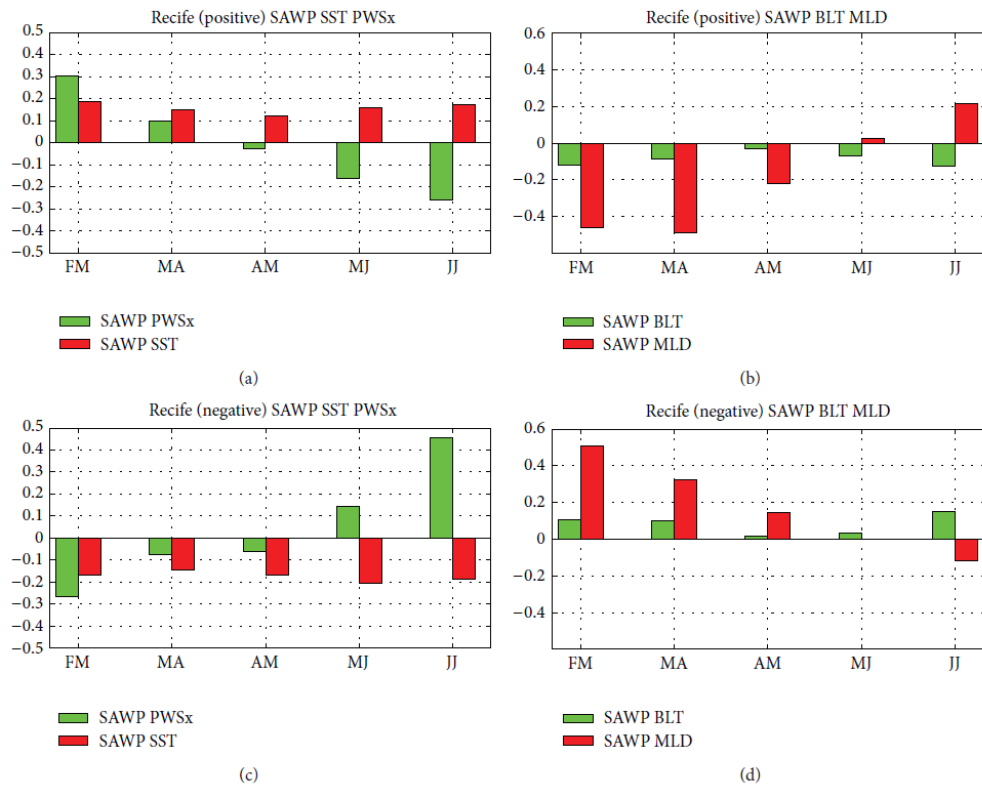 Recife (positive) SAWP SST PWSx
0.5
0.4
0.3
0.2
0.1
0
−0.1
−0.2
−0.3
−0.4
−0.5
FM MA AM MJ JJ
SAWP PWSx
SAWP SST
(a)
Recife (positive) SAWP BLT MLD
0.6
0.4
0.2
0
−0.2
−0.4
FM MA AM MJ JJ
SAWP BLT
SAWP MLD
(b)
Recife (negative) SAWP SST PWSx
0.5
0.4
0.3
0.2
0.1
0
−0.1
−0.2
−0.3
−0.4
−0.5
FM MA AM MJ JJ
SAWP PWSx
SAWP SST
(c)
Recife (negative) SAWP BLT MLD
0.6
0.4
0.2
0
−0.2
−0.4
FM MA AM MJ JJ
SAWP BLT
SAWP MLD
(d)